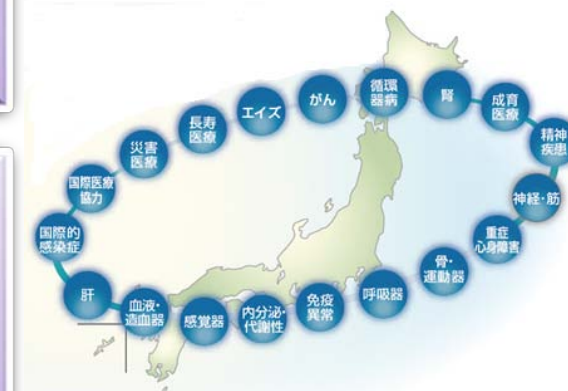 がん
循環
器病
腎
成育
医療
精神
疾患
神経・筋
重症
心身障害
骨・
運動器
呼吸器
免疫
異常
内分泌・
代謝性
感覚器
血液・
造血器
肝
国際的
感染症
国際医療
協力
災害
医療
長寿
医療
エイズ